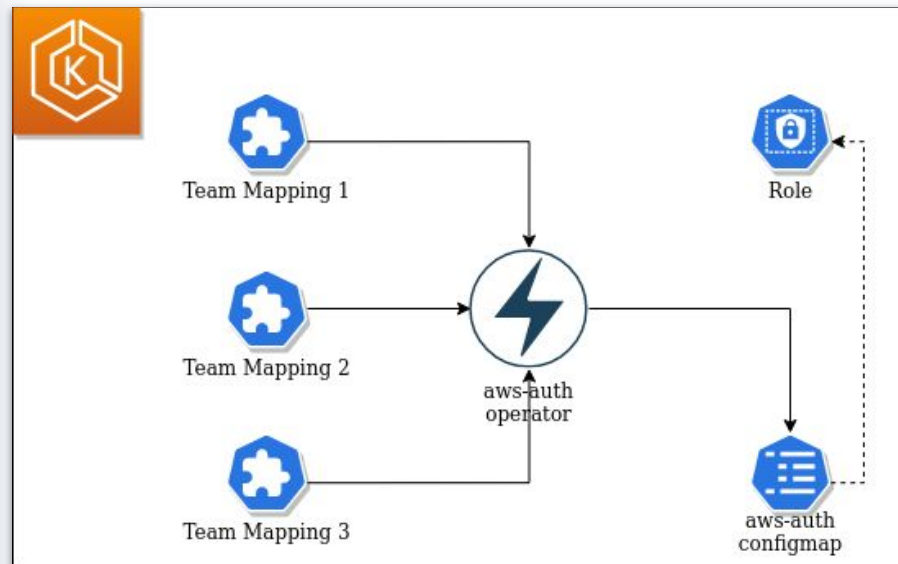 K
Team Mapping 1
Role
Team Mapping 2
aws-auth
operator
Team Mapping 3
aws-auth
configmap